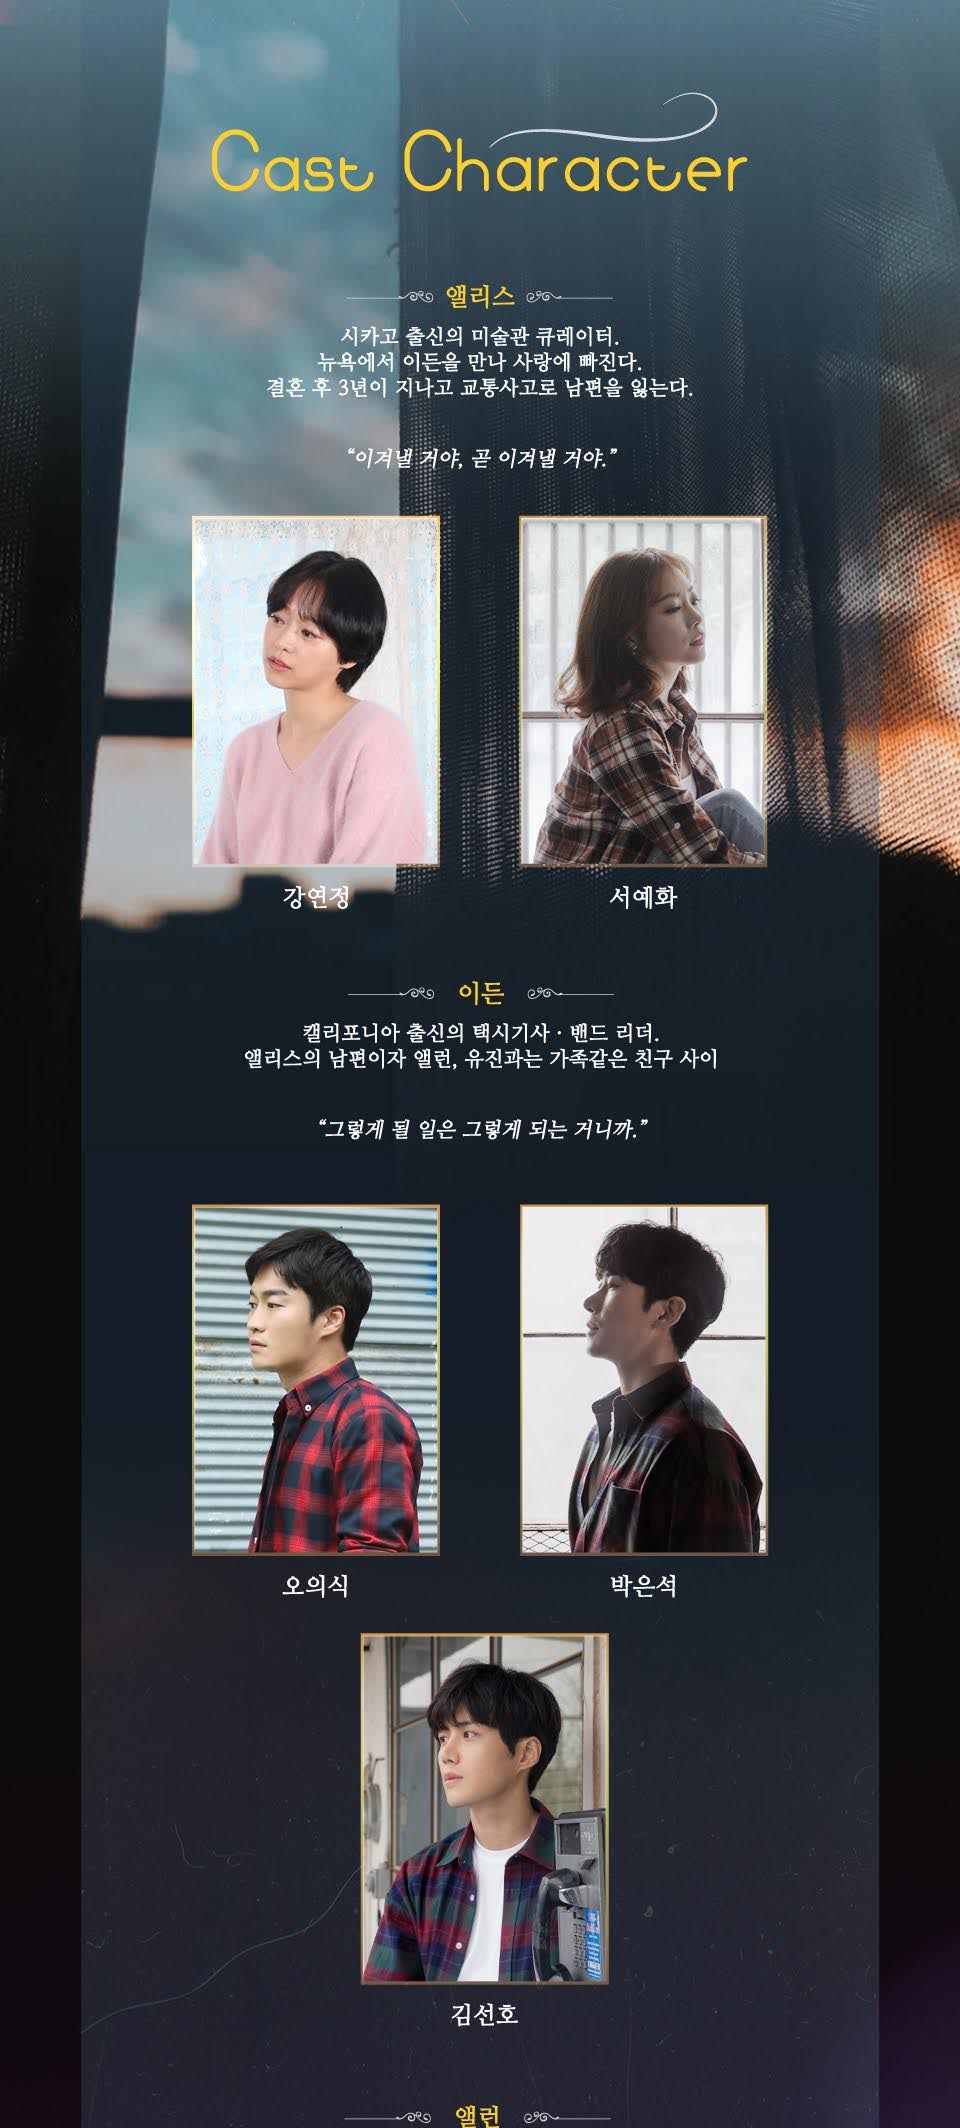 Cast Character
앨리스
시카고 출신의 미술관 큐레이터.
뉴욕에서 이든을 만나 사랑에 빠진다.
결혼 후 3년이 지나고 교통사고로 남편을 잃는다.
“이겨낼 거야, 곧 이겨낼 거야.”
강연정 서예화
이든
캘리포니아 출신의 택시기사 · 밴드 리더.
앨리스의 남편이자 앨런, 유진과는 가족같은 친구 사이
“그렇게 될 일은 그렇게 되는 거니까.”
오의식 박은석
김선호
앨런